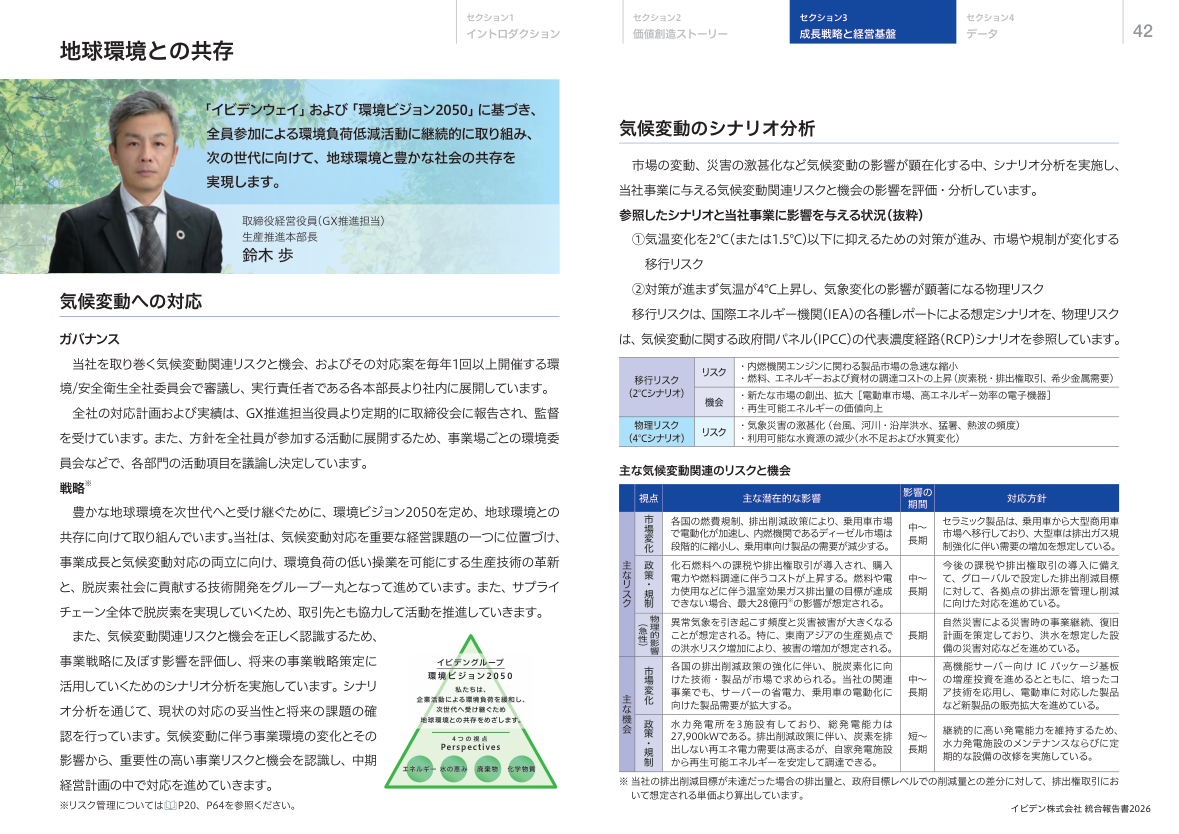 セクション1
イントロダクション
セクション2
価値創造ストーリー
セクション3
成長戦略と経営基盤
セクション4
データ
42
地球環境との共存
「イビデンウェイ」および「環境ビジョン2050」に基づき、
全員参加による環境負荷低減活動に継続的に取り組み、
次の世代に向けて、地球環境と豊かな社会の共存を
実現します。
取締役経営役員（GX推進担当）
生産推進本部長
鈴木 歩
気候変動への対応
ガバナンス
当社を取り巻く気候変動関連リスクと機会、およびその対応案を毎年1回以上開催する環
境/安全衛生全社委員会で審議し、実行責任者である各本部長より社内に展開しています。
全社の対応計画および実績は、GX推進担当役員より定期的に取締役会に報告され、監督
を受けています。また、方針を全社員が参加する活動に展開するため、事業場ごとの環境委
員会などで、各部門の活動項目を議論し決定しています。
戦略※
豊かな地球環境を次世代へと受け継ぐために、環境ビジョン2050を定め、地球環境との
共存に向けて取り組んでいます。当社は、気候変動対応を重要な経営課題の一つに位置づけ、
事業成長と気候変動対応の両立に向け、環境負荷の低い操業を可能にする生産技術の革新
と、脱炭素社会に貢献する技術開発をグループ一丸となって進めています。また、サプライ
チェーン全体で脱炭素を実現していくため、取引先とも協力して活動を推進していきます。
また、気候変動関連リスクと機会を正しく認識するため、
事業戦略に及ぼす影響を評価し、将来の事業戦略策定に
活用していくためのシナリオ分析を実施しています。シナリ
オ分析を通じて、現状の対応の妥当性と将来の課題の確
認を行っています。気候変動に伴う事業環境の変化とその
影響から、重要性の高い事業リスクと機会を認識し、中期
経営計画の中で対応を進めていきます。
※リスク管理についてはP20、P64を参照ください。
イビデングループ
環境ビジョン2050
私たちは、
企業活動による環境負荷を緩和し、
次世代へ受け継ぐため
地球環境との共存をめざします。
4つの視点
Perspectives
エネルギー 水の恵み 廃棄物 化学物質
気候変動のシナリオ分析
市場の変動、災害の激甚化など気候変動の影響が顕在化する中、シナリオ分析を実施し、
当社事業に与える気候変動関連リスクと機会の影響を評価・分析しています。
参照したシナリオと当社事業に影響を与える状況（抜粋）
①気温変化を2℃（または1.5℃）以下に抑えるための対策が進み、市場や規制が変化する
移行リスク
②対策が進まず気温が4℃上昇し、気象変化の影響が顕著になる物理リスク
移行リスクは、国際エネルギー機関（IEA）の各種レポートによる想定シナリオを、物理リスク
は、気候変動に関する政府間パネル（IPCC）の代表濃度経路（RCP）シナリオを参照しています。
移行リスク
（2℃シナリオ）
リスク
・内燃機関エンジンに関わる製品市場の急速な縮小
・燃料、エネルギーおよび資材の調達コストの上昇（炭素税・排出権取引、希少金属需要）
機会
・新たな市場の創出、拡大［電動車市場、高エネルギー効率の電子機器］
・再生可能エネルギーの価値向上
物理リスク
（4℃シナリオ）
リスク
・気象災害の激甚化（台風、河川・沿岸洪水、猛暑、熱波の頻度）
・利用可能な水資源の減少（水不足および水質変化）
主な気候変動関連のリスクと機会
視点
主な潜在的な影響
影響の
期間
対応方針
主なリスク
市場変化
各国の燃費規制、排出削減政策により、乗用車市場
で電動化が加速し、内燃機関であるディーゼル市場は
段階的に縮小し、乗用車向け製品の需要が減少する。
中～
長期
セラミック製品は、乗用車から大型商用車
市場へ移行しており、大型車は排出ガス規
制強化に伴い需要の増加を想定している。
政策・規制
化石燃料への課税や排出権取引が導入され、購入
電力や燃料調達に伴うコストが上昇する。燃料や電
力使用などに伴う温室効果ガス排出量の目標が達成
できない場合、最大28億円※の影響が想定される。
中～
長期
今後の課税や排出権取引の導入に備え
て、グローバルで設定した排出削減目標
に対して、各拠点の排出源を管理し削減
に向けた対応を進めている。
物理的影響
（急性）
異常気象を引き起こす頻度と災害被害が大きくなる
ことが想定される。特に、東南アジアの生産拠点で
の洪水リスク増加により、被害の増加が想定される。
長期
自然災害による災害時の事業継続、復旧
計画を策定しており、洪水を想定した設
備の災害対応などを進めている。
主な機会
市場変化
各国の排出削減政策の強化に伴い、脱炭素化に向
けた技術・製品が市場で求められる。当社の関連
事業でも、サーバーの省電力、乗用車の電動化に
向けた製品需要が拡大する。
中～
長期
高機能サーバー向け ICパッケージ基板
の増産投資を進めるとともに、培ったコ
ア技術を応用し、電動車に対応した製品
など新製品の販売拡大を進めている。
政策・規制
水力発電所を3施設有しており、総発電能力は
27,900kWである。排出削減政策に伴い、炭素を排
出しない再エネ電力需要は高まるが、自家発電施設
から再生可能エネルギーを安定して調達できる。
短～
長期
継続的に高い発電能力を維持するため、
水力発電施設のメンテナンスならびに定
期的な設備の改修を実施している。
※ 当社の排出削減目標が未達だった場合の排出量と、政府目標レベルでの削減量との差分に対して、排出権取引にお
いて想定される単価より算出しています。
イビデン株式会社 統合報告書2026